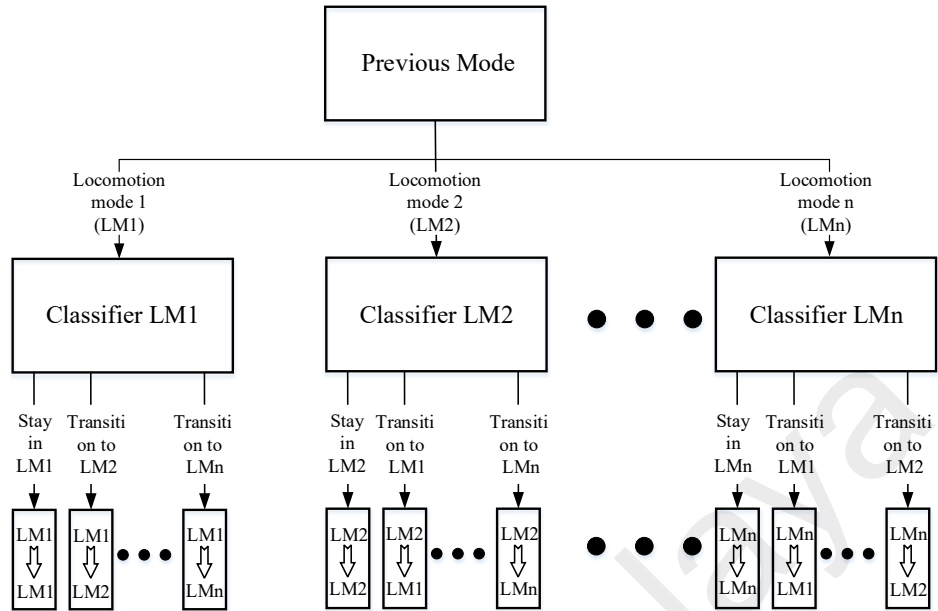 Previous Mode
Locomotion
mode 1
(LM1)
Locomotion
mode 2
(LM2)
Locomotion
mode n
(LMn)
Classifier LM1
Classifier LM2
Classifier LMn
Stay
in
LM1
Transiti
on to
LM2
Transiti
on to
LMn
Stay
in
LM2
Transiti
on to
LM1
Transiti
on to
LMn
Stay
in
LMn
Transiti
on to
LM1
Transiti
on to
LM2
LM1
LM1
LM1
LM2
LM1
LMn
LM2
LM2
LM2
LM1
LM2
LMn
LMn
LMn
LMn
LM1
LMn
LM2
laya